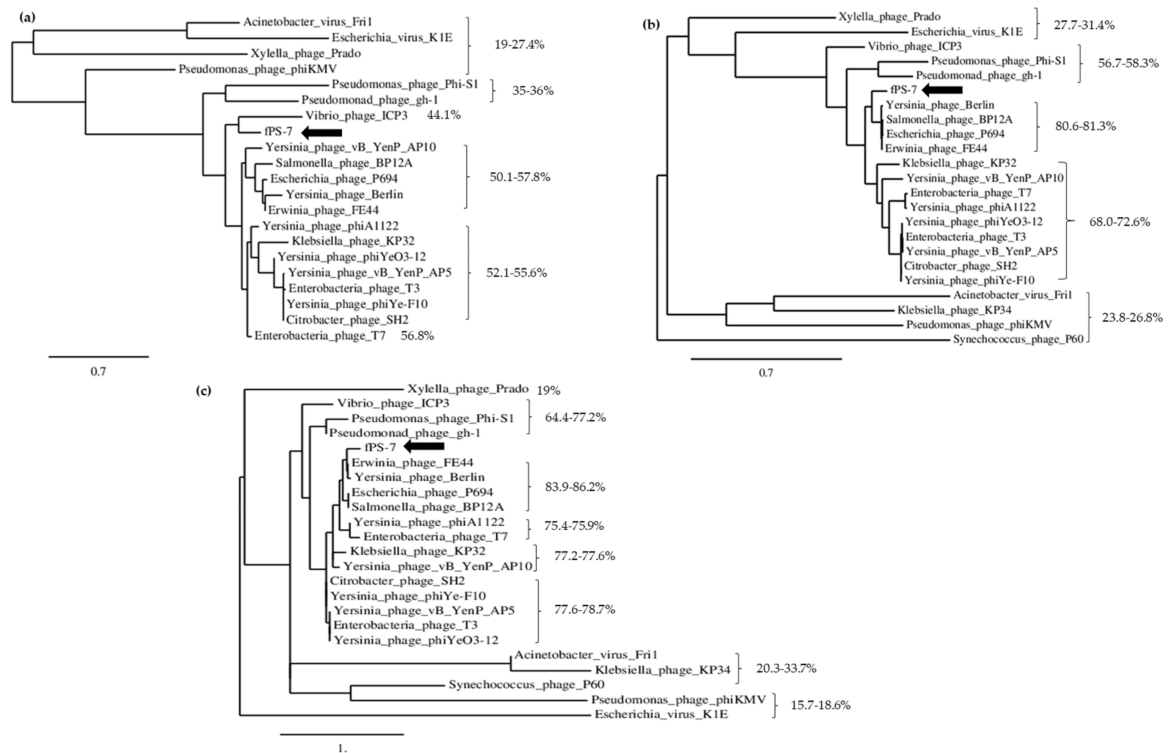 (a)
Acinetobacter_virus_Fri1
Escherichia_virus_K1E
19-27.4%
Xylella_phage_Prado
Pseudomonas_phage_phiKMV
Pseudomonas_phage_Phi-S1
35-36%
Pseudomonad_phage_gh-1
Vibrio_phage_ICP3 44.1%
fPS-7
Yersinia_phage_vB_YenP_AP10
Salmonella_phage_BP12A
Escherichia_phage_P694
50.1-57.8%
Yersinia_phage_Berlin
Erwinia_phage_FE44
Yersinia_phage_phiA1122
Klebsiella_phage_KP32
Yersinia_phage_phiYeO3-12
Yersinia_phage_vB_YenP_AP5
52.1-55.6%
Enterobacteria_phage_T3
Yersinia_phage_phiYe-F10
Citrobacter_phage_SH2
Enterobacteria_phage_T7 56.8%
0.7
(b)
Xylella_phage_Prado
27.7-31.4%
Escherichia_virus_K1E
Vibrio_phage_ICP3
Pseudomonas_phage_Phi-S1
56.7-58.3%
Pseudomonad_phage_gh-1
fPS-7
Yersinia_phage_Berlin
Salmonella_phage_BP12A
80.6-81.3%
Escherichia_phage_P694
Erwinia_phage_FE44
Klebsiella_phage_KP32
Yersinia_phage_vB_YenP_AP10
Enterobacteria_phage_T7
Yersinia_phage_phiA1122
Yersinia_phage_phiYeO3-12
68.0-72.6%
Enterobacteria_phage_T3
Yersinia_phage_vB_YenP_AP5
Citrobacter_phage_SH2
Yersinia_phage_phiYe-F10
Acinetobacter_virus_Fri1
Klebsiella_phage_KP34
23.8-26.8%
Pseudomonas_phage_phiKMV
Synechococcus_phage_P60
0.7
(c)
Xylella_phage_Prado 19%
Vibrio_phage_ICP3
Pseudomonas_phage_Phi-S1
64.4-77.2%
Pseudomonad_phage_gh-1
fPS-7
Erwinia_phage_FE44
Yersinia_phage_Berlin
83.9-86.2%
Escherichia_phage_P694
Salmonella_phage_BP12A
Yersinia_phage_phiA1122
75.4-75.9%
Enterobacteria_phage_T7
Klebsiella_phage_KP32
77.2-77.6%
Yersinia_phage_vB_YenP_AP10
Citrobacter_phage_SH2
Yersinia_phage_phiYe-F10
Yersinia_phage_vB_YenP_AP5
77.6-78.7%
Enterobacteria_phage_T3
Yersinia_phage_phiYeO3-12
Acinetobacter_virus_Fri1
20.3-33.7%
Klebsiella_phage_KP34
Synechococcus_phage_P60
Pseudomonas_phage_phiKMV
15.7-18.6%
Escherichia_virus_K1E
1.